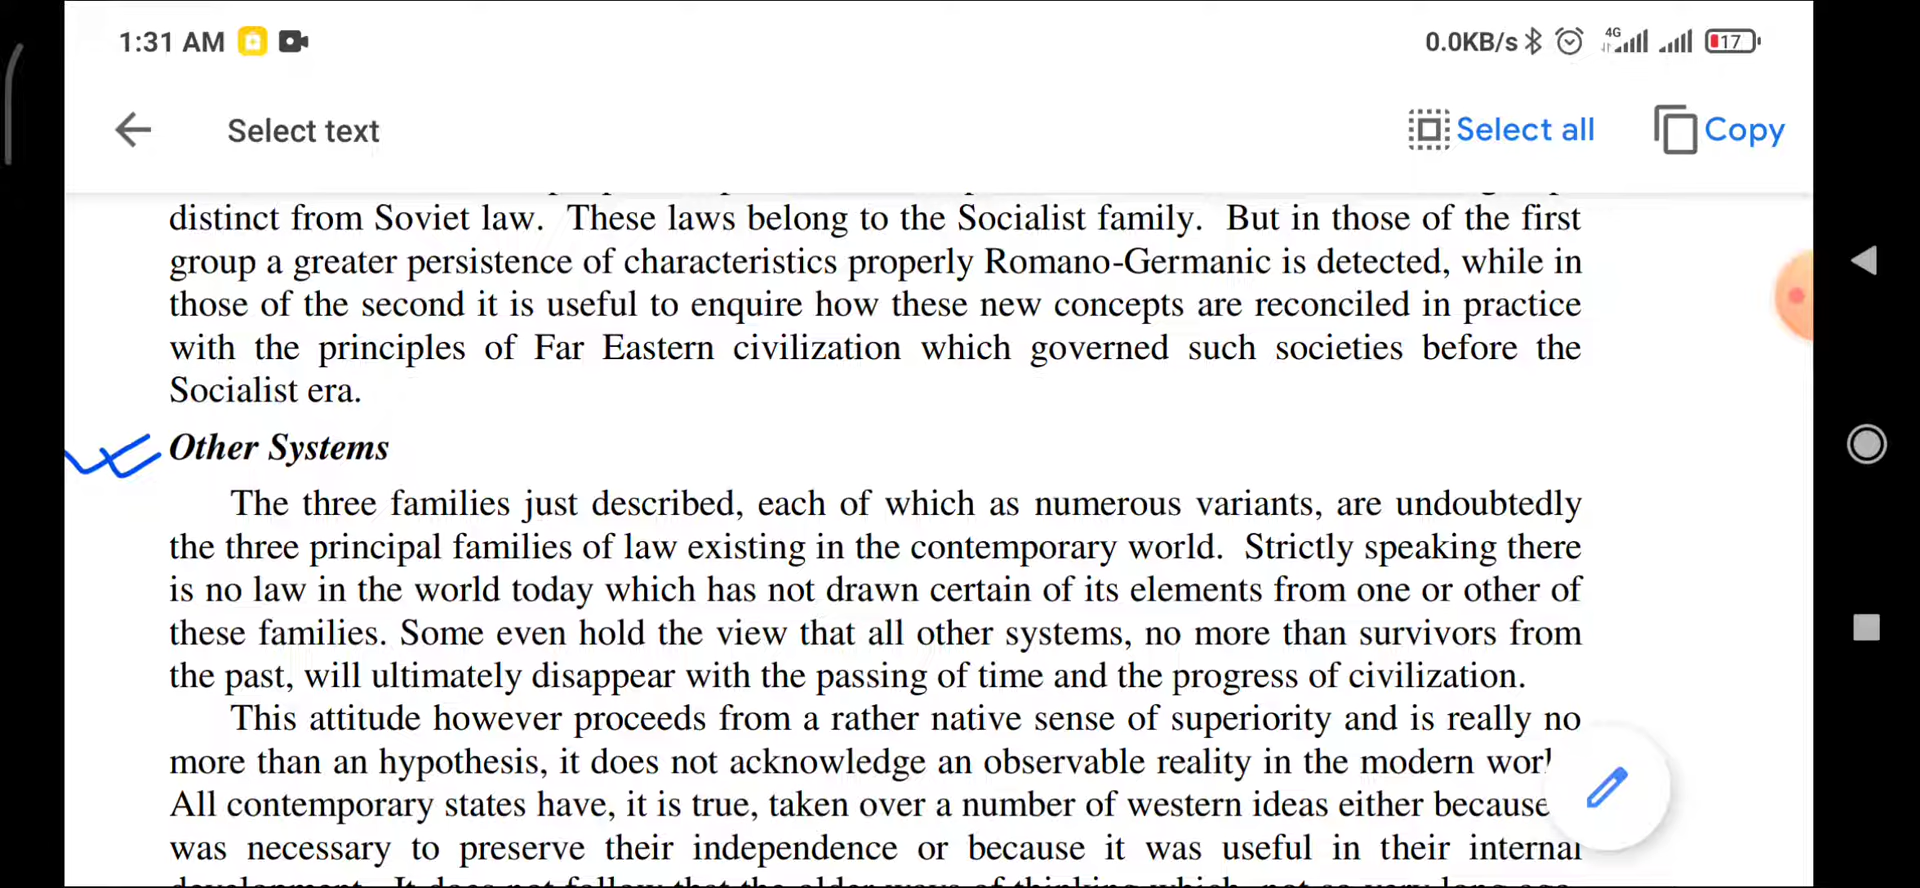 1:31 AM
0.0KB/s
4G
17
Select text
Select all
Copy
distinct from Soviet law. These laws belong to the Socialist family. But in those of the first
group a greater persistence of characteristics properly Romano-Germanic is detected, while in
those of the second it is useful to enquire how these new concepts are reconciled in practice
with the principles of Far Eastern civilization which governed such societies before the
Socialist era.
Other Systems
The three families just described, each of which as numerous variants, are undoubtedly
the three principal families of law existing in the contemporary world. Strictly speaking there
is no law in the world today which has not drawn certain of its elements from one or other of
these families. Some even hold the view that all other systems, no more than survivors from
the past, will ultimately disappear with the passing of time and the progress of civilization.
This attitude however proceeds from a rather native sense of superiority and is really no
more than an hypothesis, it does not acknowledge an observable reality in the modern
All contemporary states have, it is true, taken over a number of western ideas either because
was necessary to preserve their independence or because it was useful in their internal